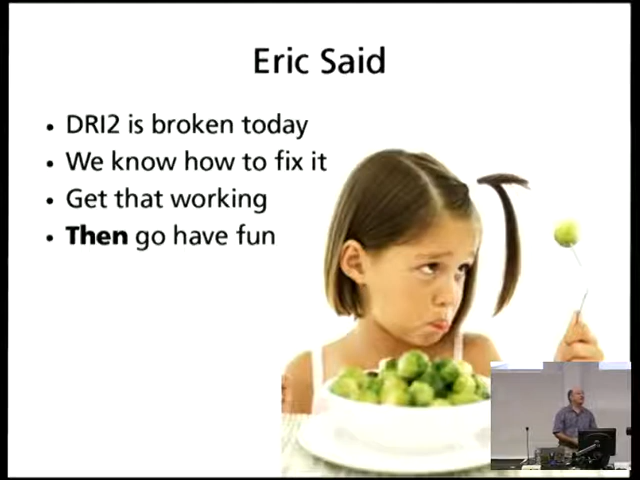 Eric Said
• DRI2 is broken today
• We know how to fix it
• Get that working
• Then go have fun